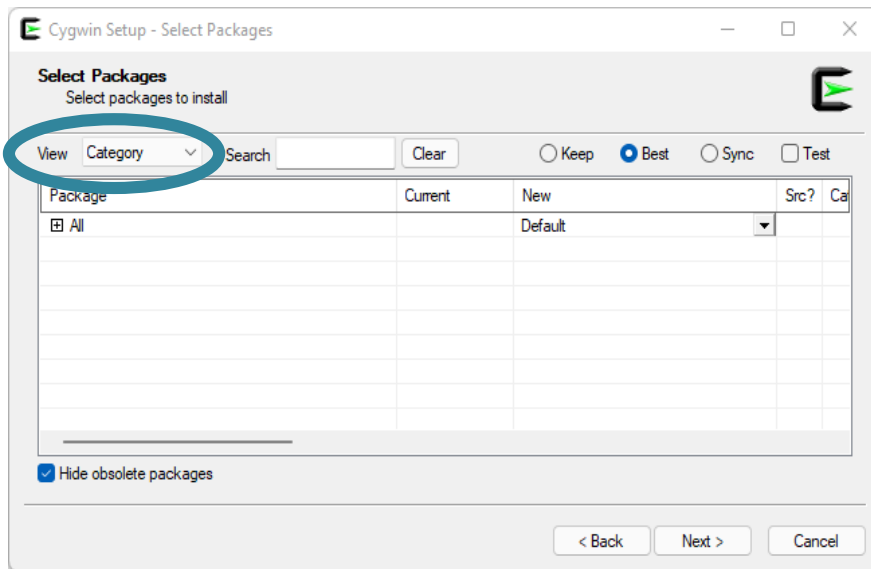 Cygwin Setup - Select Packages
Select Packages
Select packages to install
View Category Search Clear Keep Best Sync Test
Package Current New Src? Ca
All Default
Hide obsolete packages
< Back Next > Cancel